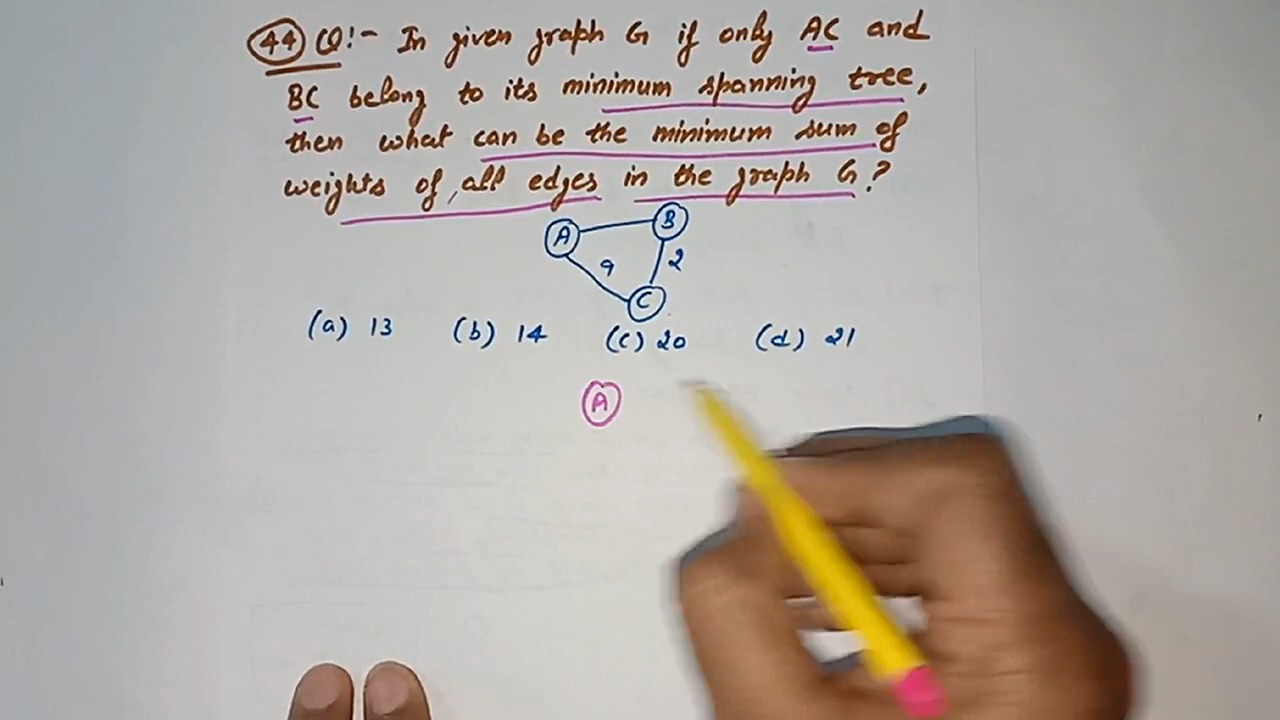 44 Q!- In given graph G if only AC and
BC belong to its minimum spanning tree,
then what can be the minimum sum of
weights of all edges in the graph G?
A B
9 2
C
(a) 13 (b) 14 (c) 20 (d) 21
A